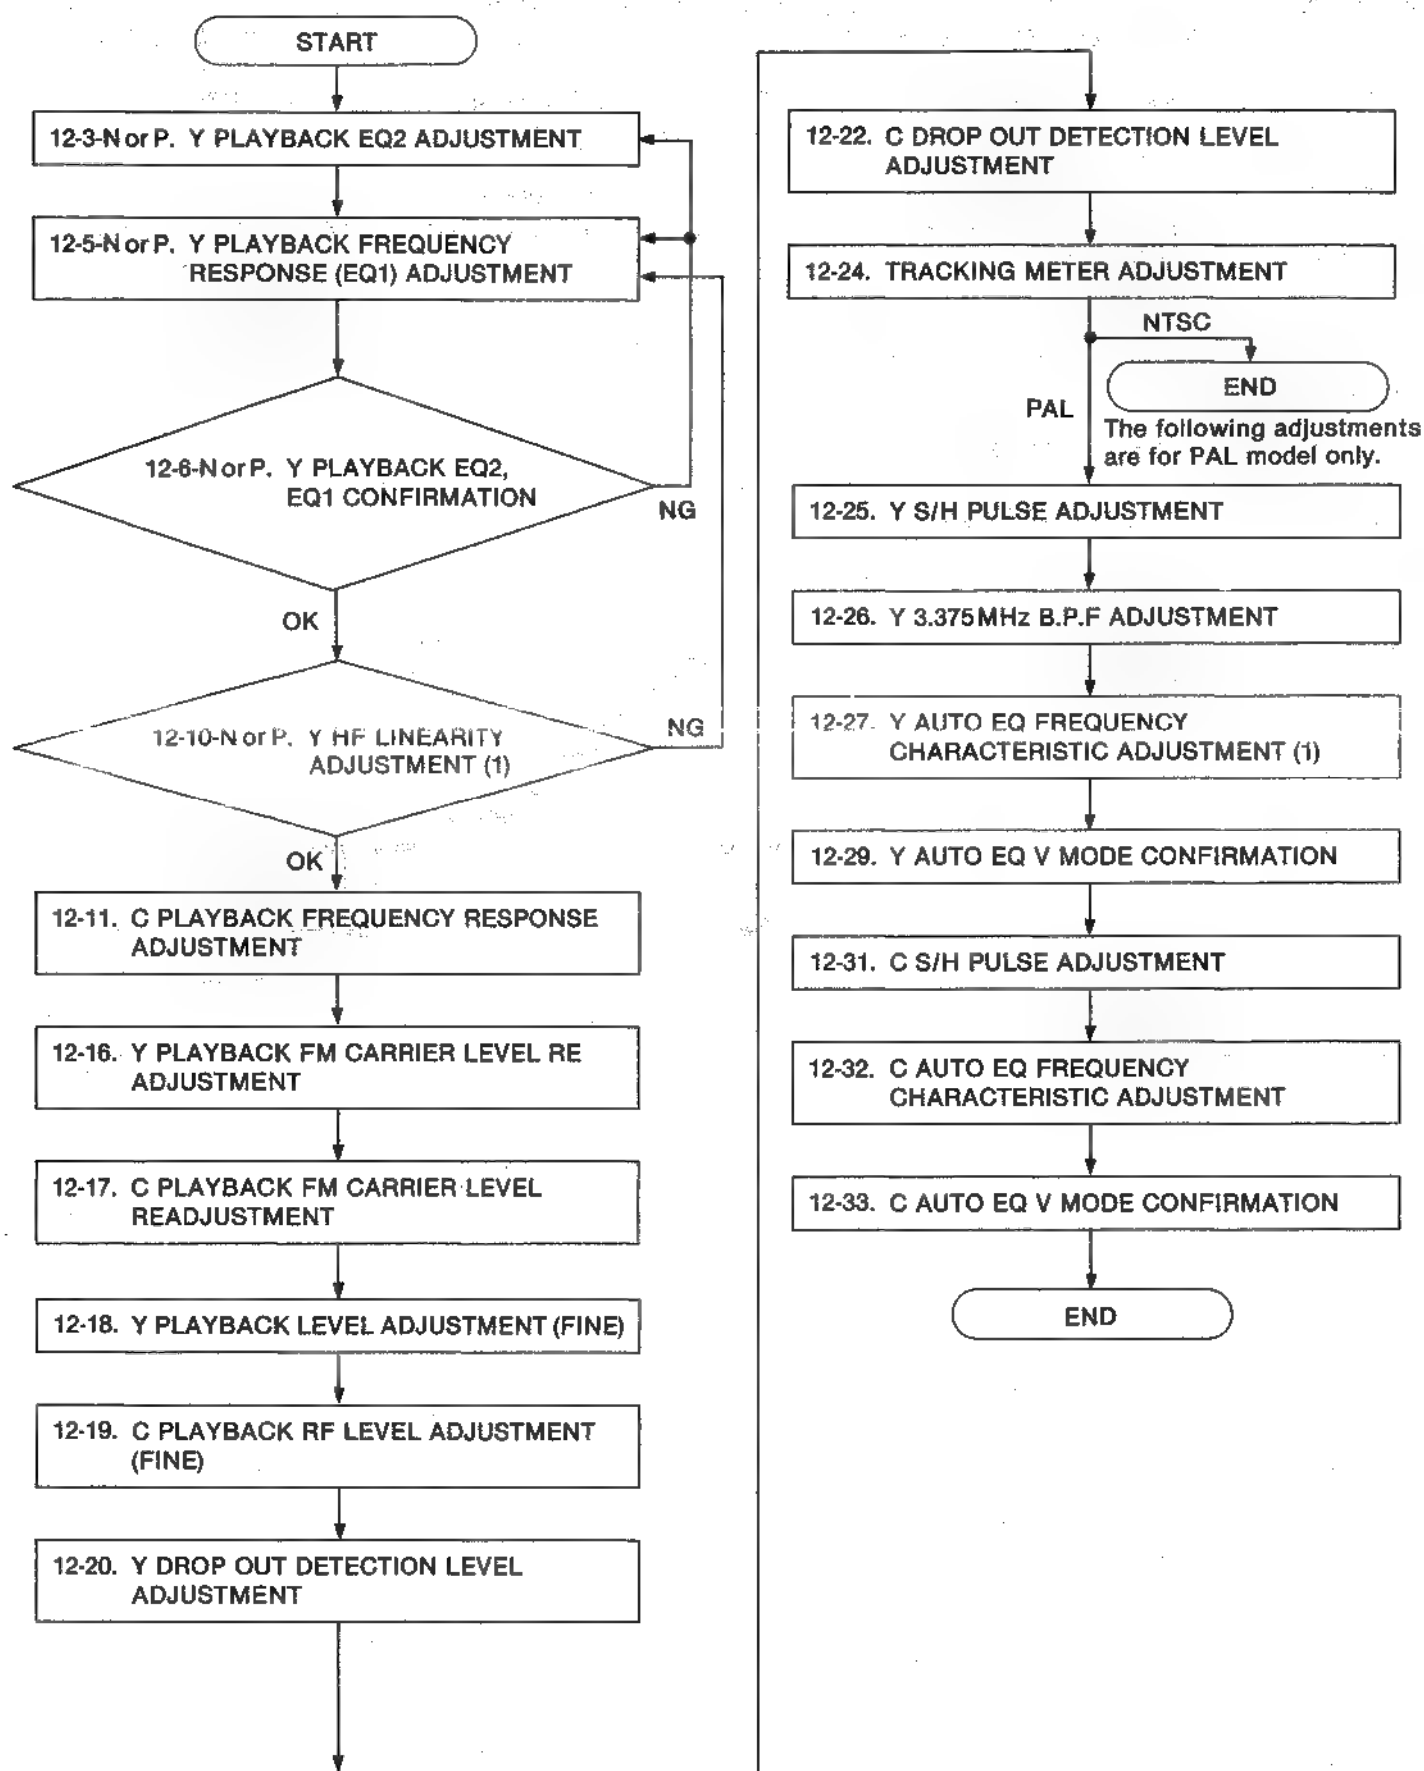 START
12-3-N or P. Y PLAYBACK EQ2 ADJUSTMENT
12-5-N or P. Y PLAYBACK FREQUENCY
RESPONSE (EQ1) ADJUSTMENT
12-6-N or P. Y PLAYBACK EQ2,
EQ1 CONFIRMATION
NG
OK
12-10-N or P. Y HF LINEARITY
ADJUSTMENT (1)
NG
OK
12-11. C PLAYBACK FREQUENCY RESPONSE
ADJUSTMENT
12-16. Y PLAYBACK FM CARRIER LEVEL RE
ADJUSTMENT
12-17. C PLAYBACK FM CARRIER LEVEL
READJUSTMENT
12-18. Y PLAYBACK LEVEL ADJUSTMENT (FINE)
12-19. C PLAYBACK RF LEVEL ADJUSTMENT
(FINE)
12-20. Y DROP OUT DETECTION LEVEL
ADJUSTMENT
12-22. C DROP OUT DETECTION LEVEL
ADJUSTMENT
12-24. TRACKING METER ADJUSTMENT
NTSC
END
PAL
The following adjustments
are for PAL model only.
12-25. Y S/H PULSE ADJUSTMENT
12-26. Y 3.375MHz B.P.F ADJUSTMENT
12-27. Y AUTO EQ FREQUENCY
CHARACTERISTIC ADJUSTMENT (1)
12-29. Y AUTO EQ V MODE CONFIRMATION
12-31. C S/H PULSE ADJUSTMENT
12-32. C AUTO EQ FREQUENCY
CHARACTERISTIC ADJUSTMENT
12-33. C AUTO EQ V MODE CONFIRMATION
END